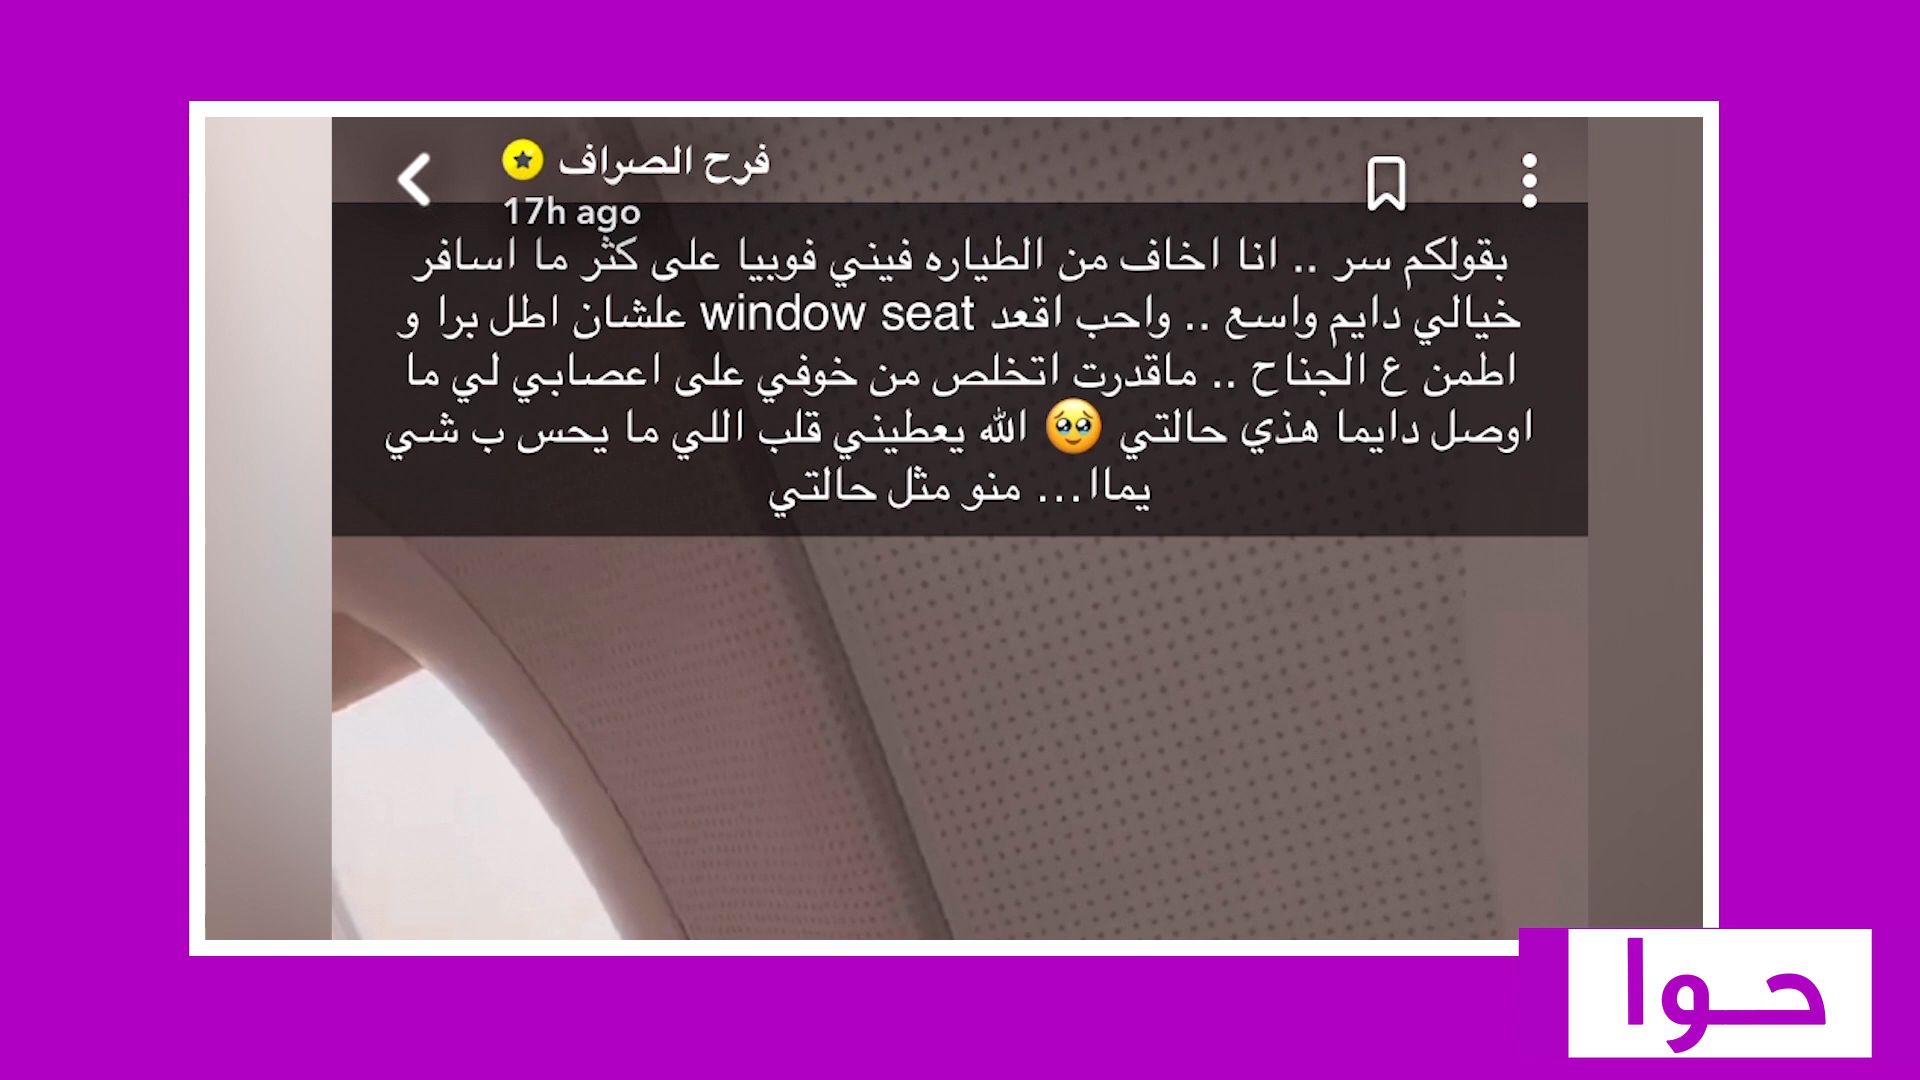 فرح الصراف
17h ago
بقولكم سر .. انا اخاف من الطياره فيني فوبيا على كثر ما اسافر
خيالي دايم واسع .. واحب اقعد window seat علشان اطل برا و
اطمن ع الجناح .. ماقدرت اتخلص من خوفي على اعصابي لي ما
اوصل دايما هذي حالتي 🥹 الله يعطيني قلب اللي ما يحس ب شي
يماا... منو مثل حالتي
حوا